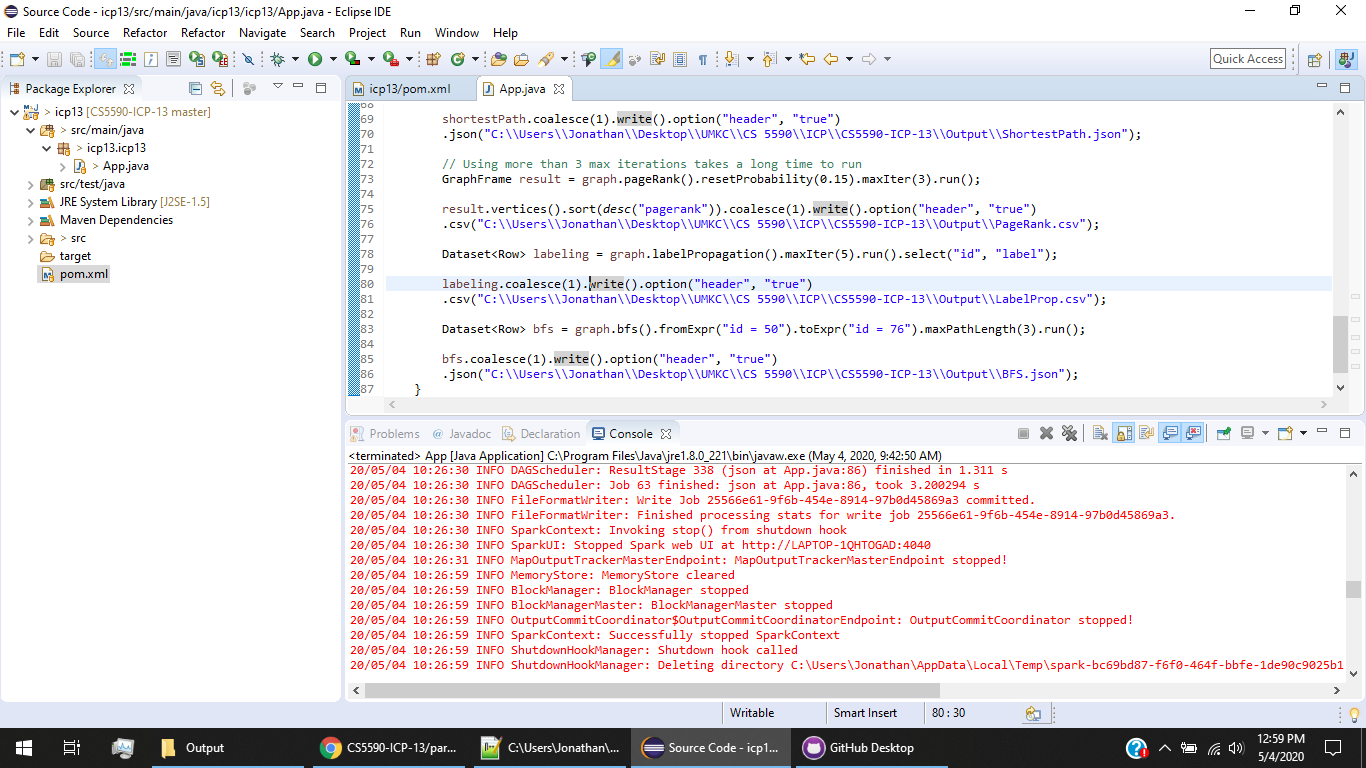 Source Code - icp13/src/main/java/icp13/icp13/App.java - Eclipse IDE
File Edit Source Refactor Refactor Navigate Search Project Run Window Help
Quick Access
Package Explorer
icp13/pom.xml App.java
> icp13 [CS5590-ICP-13 master]
> src/main/java
> icp13.icp13
> App.java
src/test/java
JRE System Library [J2SE-1.5]
Maven Dependencies
> src
target
pom.xml
68
69 shortestPath.coalesce(1).write().option("header", "true")
70 .json("C:\\Users\\Jonathan\\Desktop\\UMKC\\CS 5590\\ICP\\CS5590-ICP-13\\Output\\ShortestPath.json");
71
72 // Using more than 3 max iterations takes a long time to run
73 GraphFrame result = graph.pageRank().resetProbability(0.15).maxIter(3).run();
74
75 result.vertices().sort(desc("pagerank")).coalesce(1).write().option("header", "true")
76 .csv("C:\\Users\\Jonathan\\Desktop\\UMKC\\CS 5590\\ICP\\CS5590-ICP-13\\Output\\PageRank.csv");
77
78 Dataset<Row> labeling = graph.labelPropagation().maxIter(5).run().select("id", "label");
79
80 labeling.coalesce(1).write().option("header", "true")
81 .csv("C:\\Users\\Jonathan\\Desktop\\UMKC\\CS 5590\\ICP\\CS5590-ICP-13\\Output\\LabelProp.csv");
82
83 Dataset<Row> bfs = graph.bfs().fromExpr("id = 50").toExpr("id = 76").maxPathLength(3).run();
84
85 bfs.coalesce(1).write().option("header", "true")
86 .json("C:\\Users\\Jonathan\\Desktop\\UMKC\\CS 5590\\ICP\\CS5590-ICP-13\\Output\\BFS.json");
87 }
Problems @ Javadoc Declaration Console
<terminated> App [Java Application] C:\Program Files\Java\jre1.8.0_221\bin\javaw.exe (May 4, 2020, 9:42:50 AM)
20/05/04 10:26:30 INFO DAGScheduler: ResultStage 338 (json at App.java:86) finished in 1.311 s
20/05/04 10:26:30 INFO DAGScheduler: Job 63 finished: json at App.java:86, took 3.200294 s
20/05/04 10:26:30 INFO FileFormatWriter: Write Job 25566e61-9f6b-454e-8914-97b0d45869a3 committed.
20/05/04 10:26:30 INFO FileFormatWriter: Finished processing stats for write job 25566e61-9f6b-454e-8914-97b0d45869a3.
20/05/04 10:26:30 INFO SparkContext: Invoking stop() from shutdown hook
20/05/04 10:26:30 INFO SparkUI: Stopped Spark web UI at http://LAPTOP-1QHTOGAD:4040
20/05/04 10:26:31 INFO MapOutputTrackerMasterEndpoint: MapOutputTrackerMasterEndpoint stopped!
20/05/04 10:26:59 INFO MemoryStore: MemoryStore cleared
20/05/04 10:26:59 INFO BlockManager: BlockManager stopped
20/05/04 10:26:59 INFO BlockManagerMaster: BlockManagerMaster stopped
20/05/04 10:26:59 INFO OutputCommitCoordinator$OutputCommitCoordinatorEndpoint: OutputCommitCoordinator stopped!
20/05/04 10:26:59 INFO SparkContext: Successfully stopped SparkContext
20/05/04 10:26:59 INFO ShutdownHookManager: Shutdown hook called
20/05/04 10:26:59 INFO ShutdownHookManager: Deleting directory C:\Users\Jonathan\AppData\Local\Temp\spark-bc69bd87-f6f0-464f-bbfe-1de90c9025b1
Writable Smart Insert 80 : 30
Output CS5590-ICP-13/par... C:\Users\Jonathan\... Source Code - icp1... GitHub Desktop 12:59 PM
5/4/2020